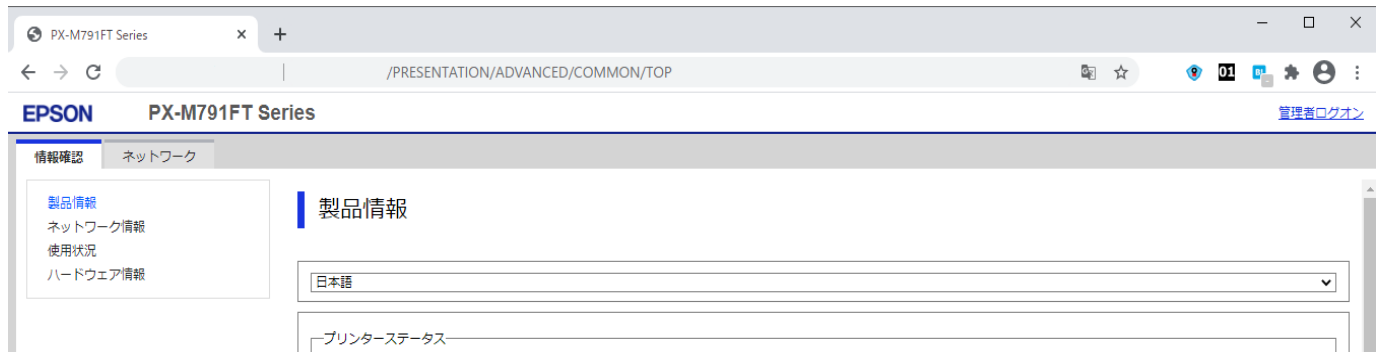 PX-M791FT Series
/PRESENTATION/ADVANCED/COMMON/TOP
01
EPSON PX-M791FT Series 管理者ログオン
情報確認 ネットワーク
製品情報
ネットワーク情報
使用状況
ハードウェア情報
製品情報
日本語
プリンターステータス